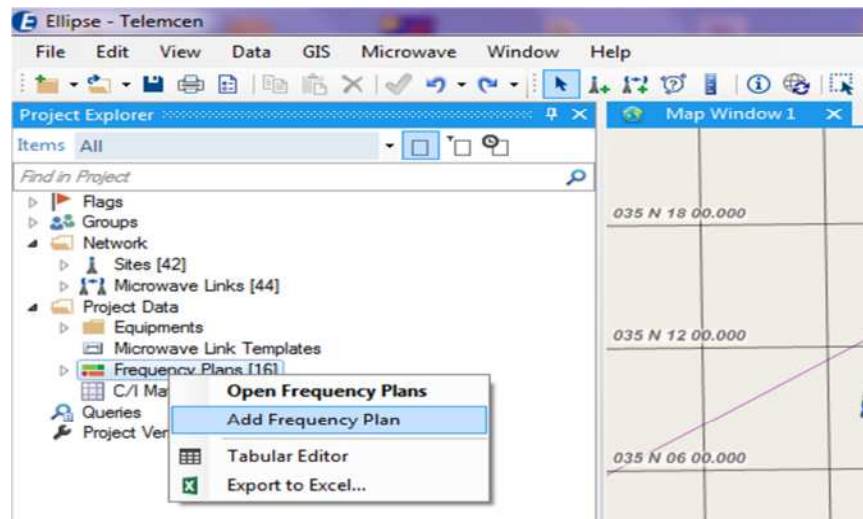 Ellipse - Telemcen
File Edit View Data GIS Microwave Window Help
Project Explorer
Map Window 1
Items All
Find in Project
Flags
Groups
Network
Sites [42]
Microwave Links [44]
Project Data
Equipments
Microwave Link Templates
Frequency Plans [16]
C/I Ma
Queries
Project Ver
Open Frequency Plans
Add Frequency Plan
Tabular Editor
Export to Excel...
035 N 18 00.000
035 N 12 00.000
035 N 06 00.000